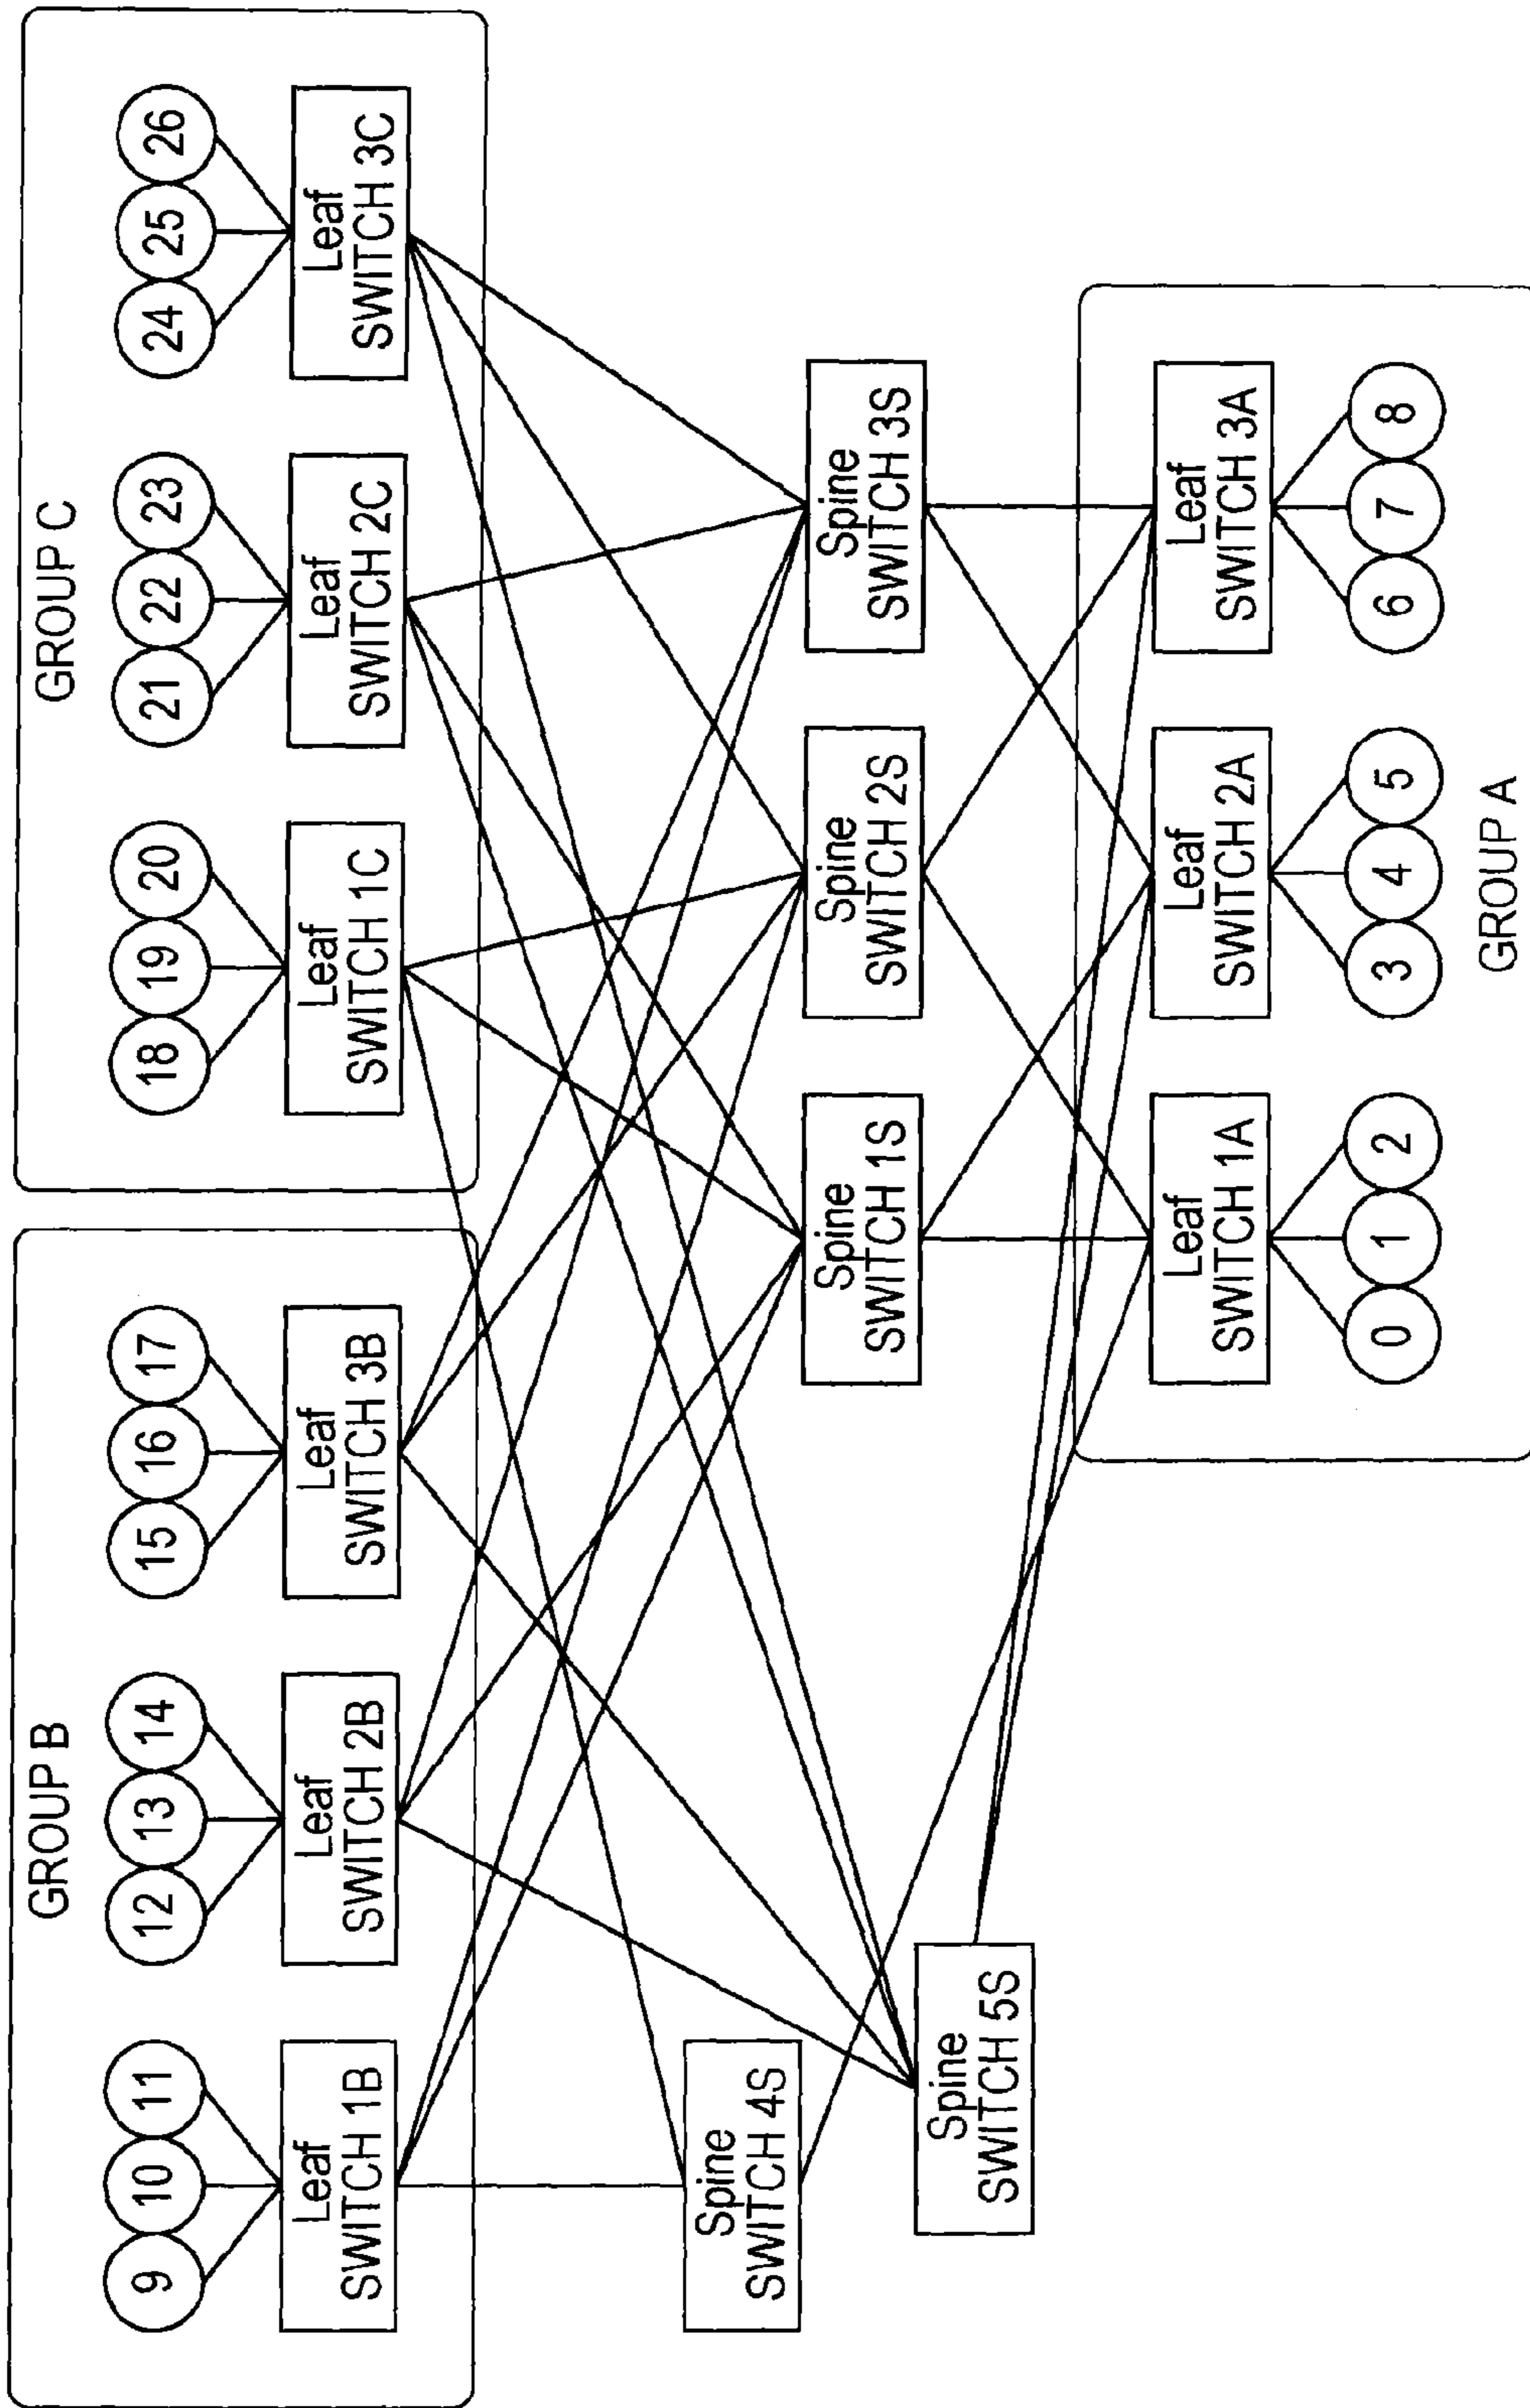 GROUP B
9
10
11
12
13
14
15
16
17
Leaf
SWITCH 1B
Leaf
SWITCH 2B
Leaf
SWITCH 3B
GROUP C
18
19
20
21
22
23
24
25
26
Leaf
SWITCH 1C
Leaf
SWITCH 2C
Leaf
SWITCH 3C
Spine
SWITCH 4S
Spine
SWITCH 5S
Spine
SWITCH 1S
Spine
SWITCH 2S
Spine
SWITCH 3S
Leaf
SWITCH 1A
Leaf
SWITCH 2A
Leaf
SWITCH 3A
0
1
2
3
4
5
6
7
8
GROUP A